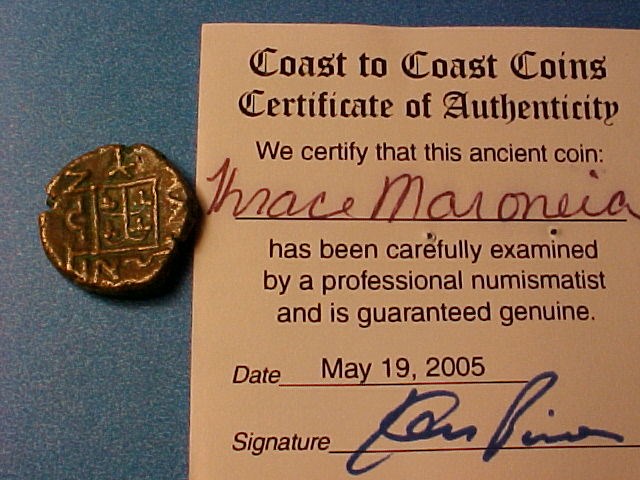 Coast to Coast Coins
Certificate of Authenticity
We certify that this ancient coin:
Thrace Maroneia
has been carefully examined
by a professional numismatist
and is guaranteed genuine.
Date May 19, 2005
Signature